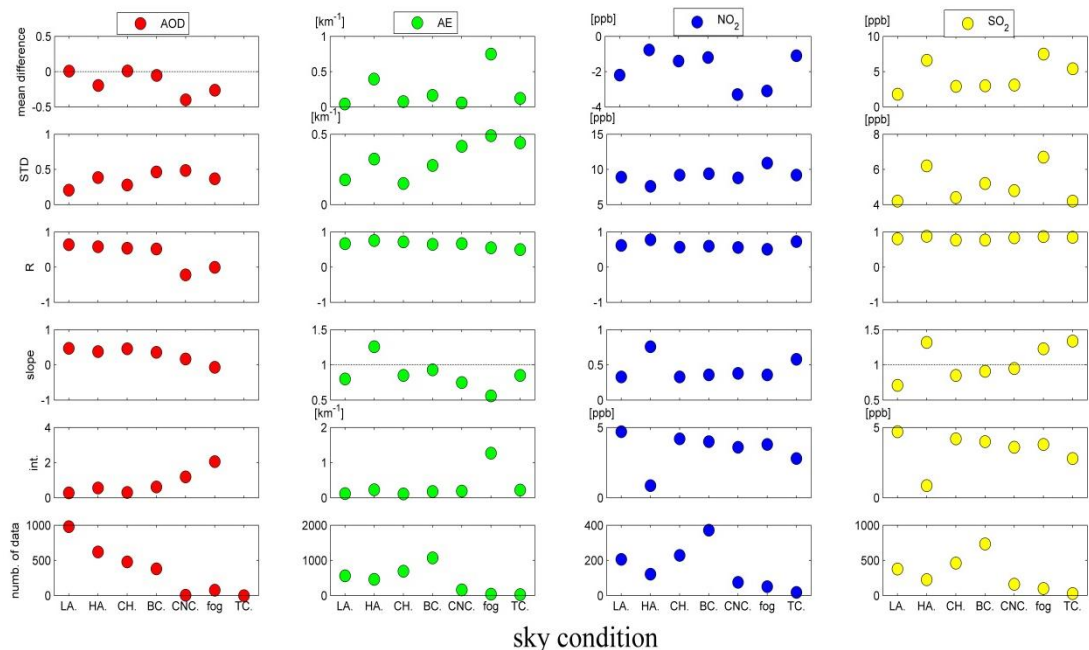 AOD
AE
NO2
SO2
[km-1]
[ppb]
[ppb]
mean difference
0.5
0
-0.5
1
0.5
0
0
-2
-4
10
5
0
[km-1]
[ppb]
[ppb]
STD
1
0.5
0
0.5
0
15
10
5
8
6
4
R
1
0
-1
1
0
-1
1
0
-1
1
0
-1
slope
1
0
-1
1.5
1
0.5
1
0.5
0
1.5
1
0.5
[km-1]
[ppb]
[ppb]
int.
4
2
0
2
1
0
5
0
5
0
numb. of data
1000
500
0
2000
1000
0
400
200
0
1000
500
0
LA. HA. CH. BC. CNC. fog TC.
LA. HA. CH. BC. CNC. fog TC.
LA. HA. CH. BC. CNC. fog TC.
LA. HA. CH. BC. CNC. fog TC.
sky condition